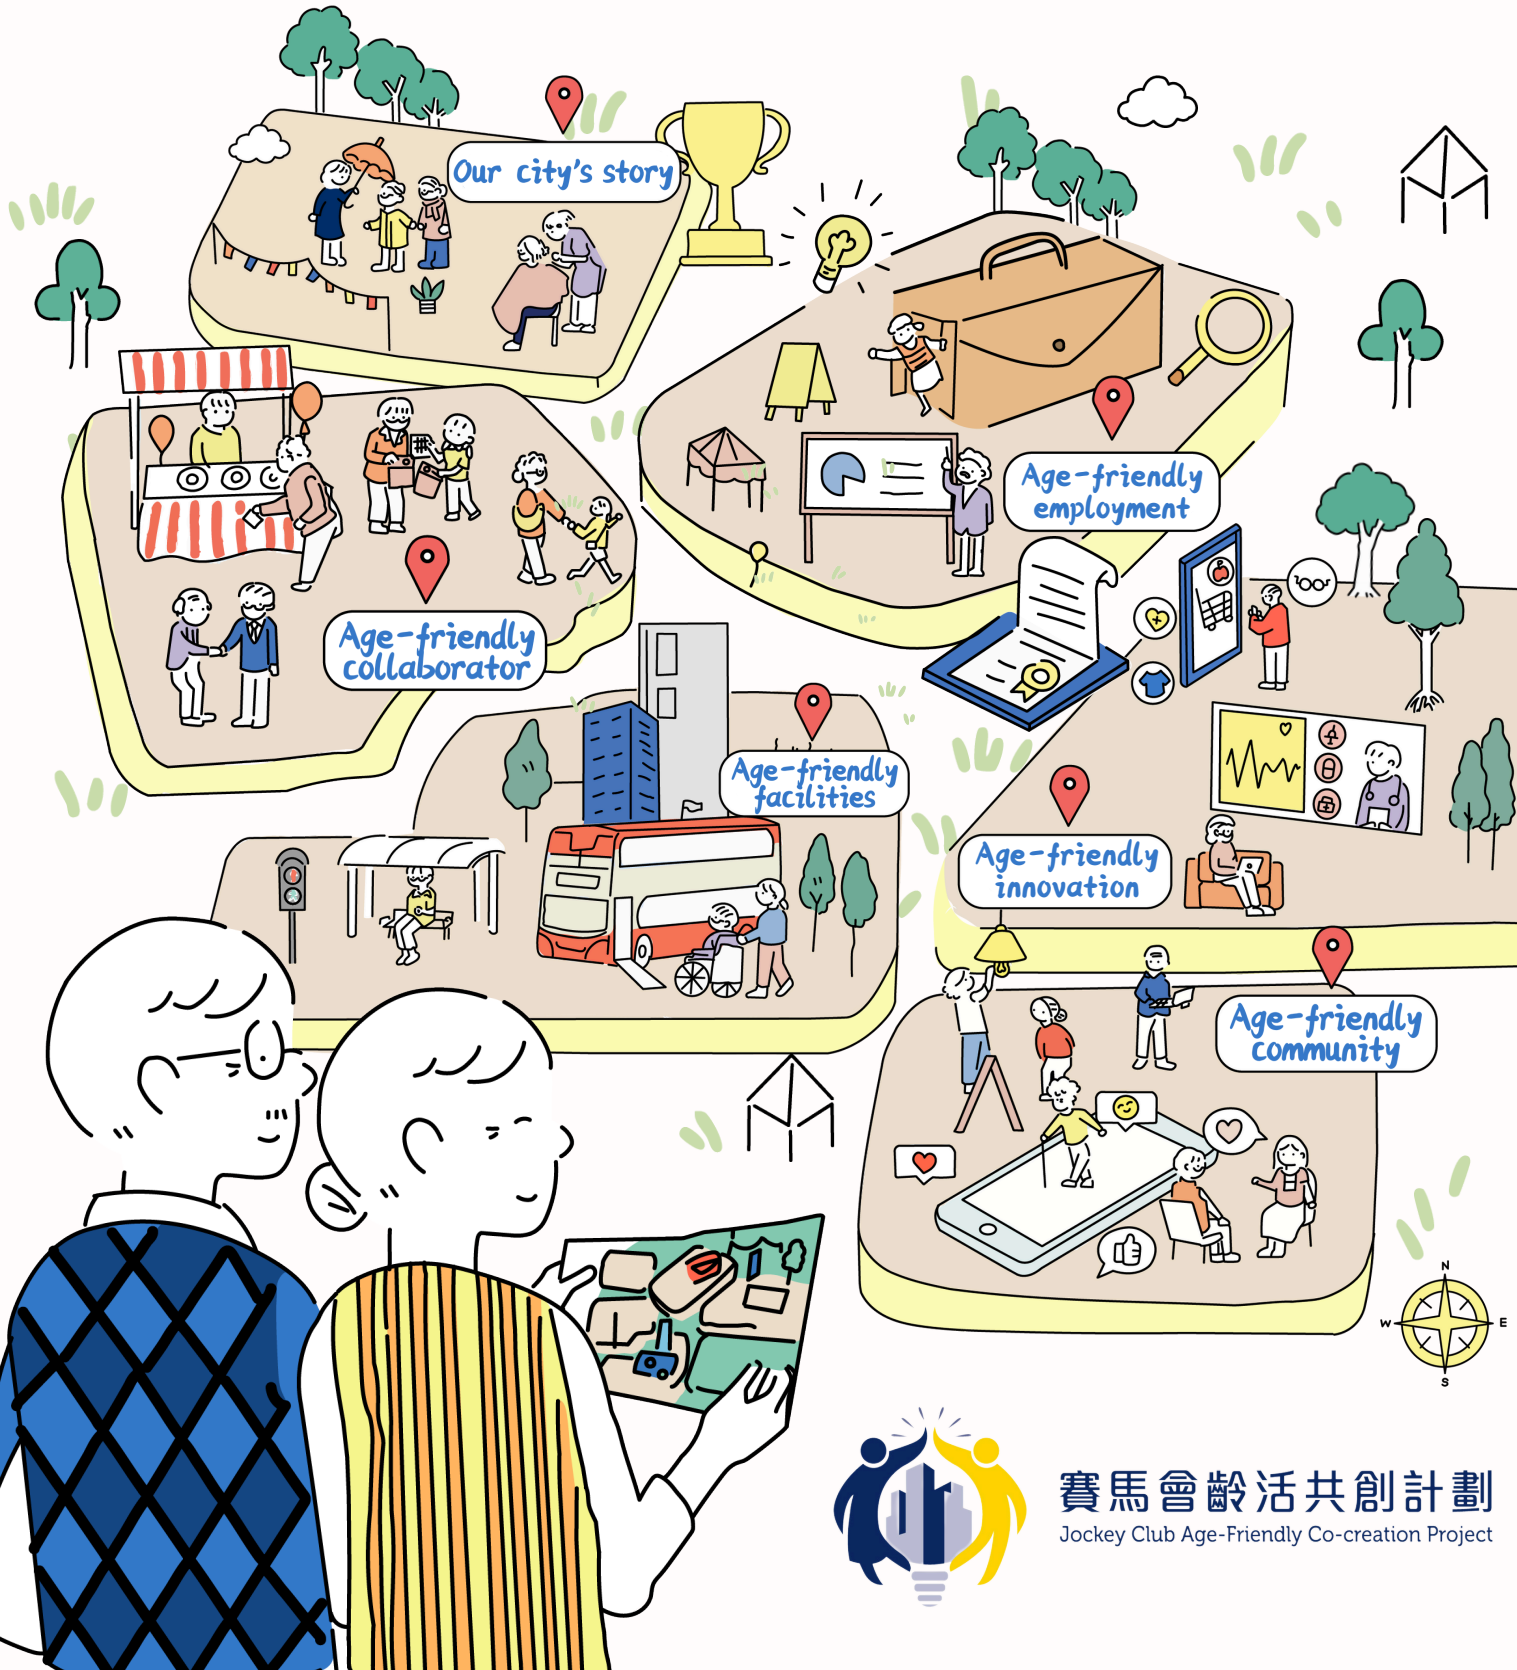 Our city's story
Age-friendly
employment
Age-friendly
collaborator
Age-friendly
facilities
Age-friendly
innovation
Age-friendly
community
N
W
E
S
賽馬會齡活共創計劃
Jockey Club Age-Friendly Co-creation Project